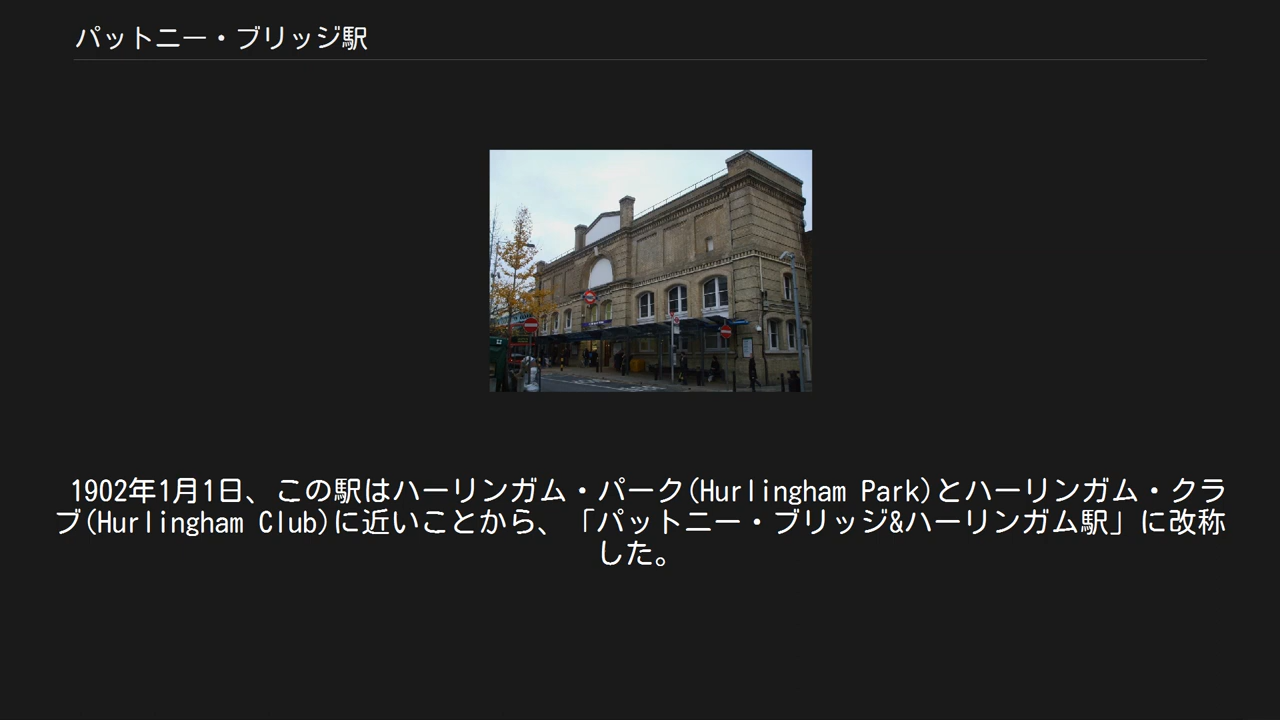 パットニー・ブリッジ駅
1902年1月1日、この駅はハーリンガム・パーク(Hurlingham Park)とハーリンガム・クラ
ブ(Hurlingham Club)に近いことから、「パットニー・ブリッジ&ハーリンガム駅」に改称
した。